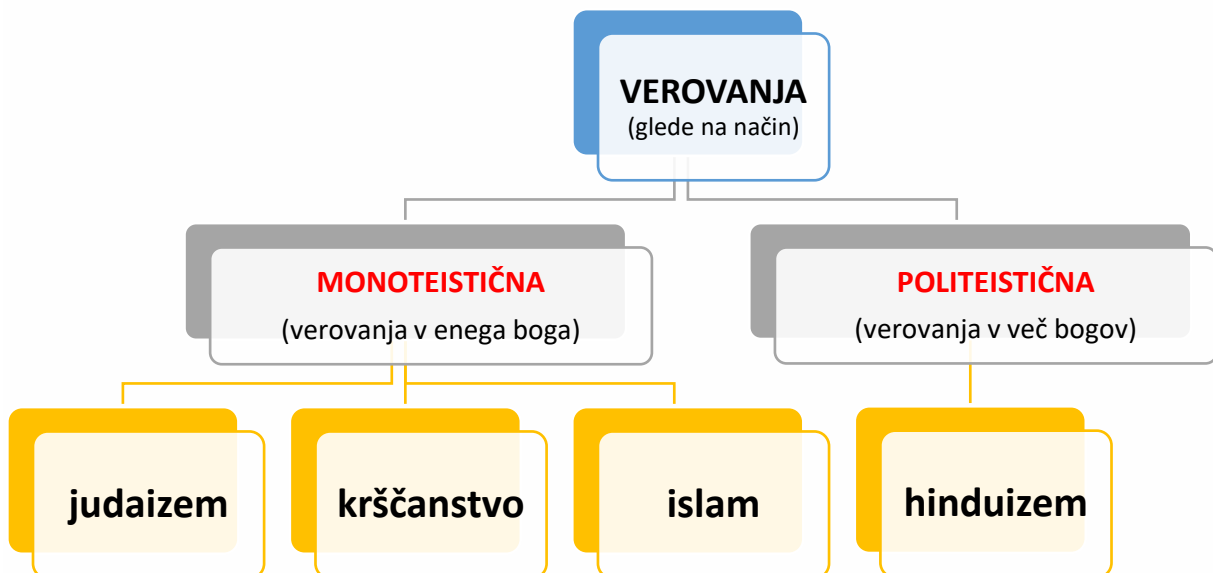 VEROVANJA
(glede na način)
MONOTEISTIČNA
(verovanja v enega boga)
POLITEISTIČNA
(verovanja v več bogov)
judaizem
krščanstvo
islam
hinduizem